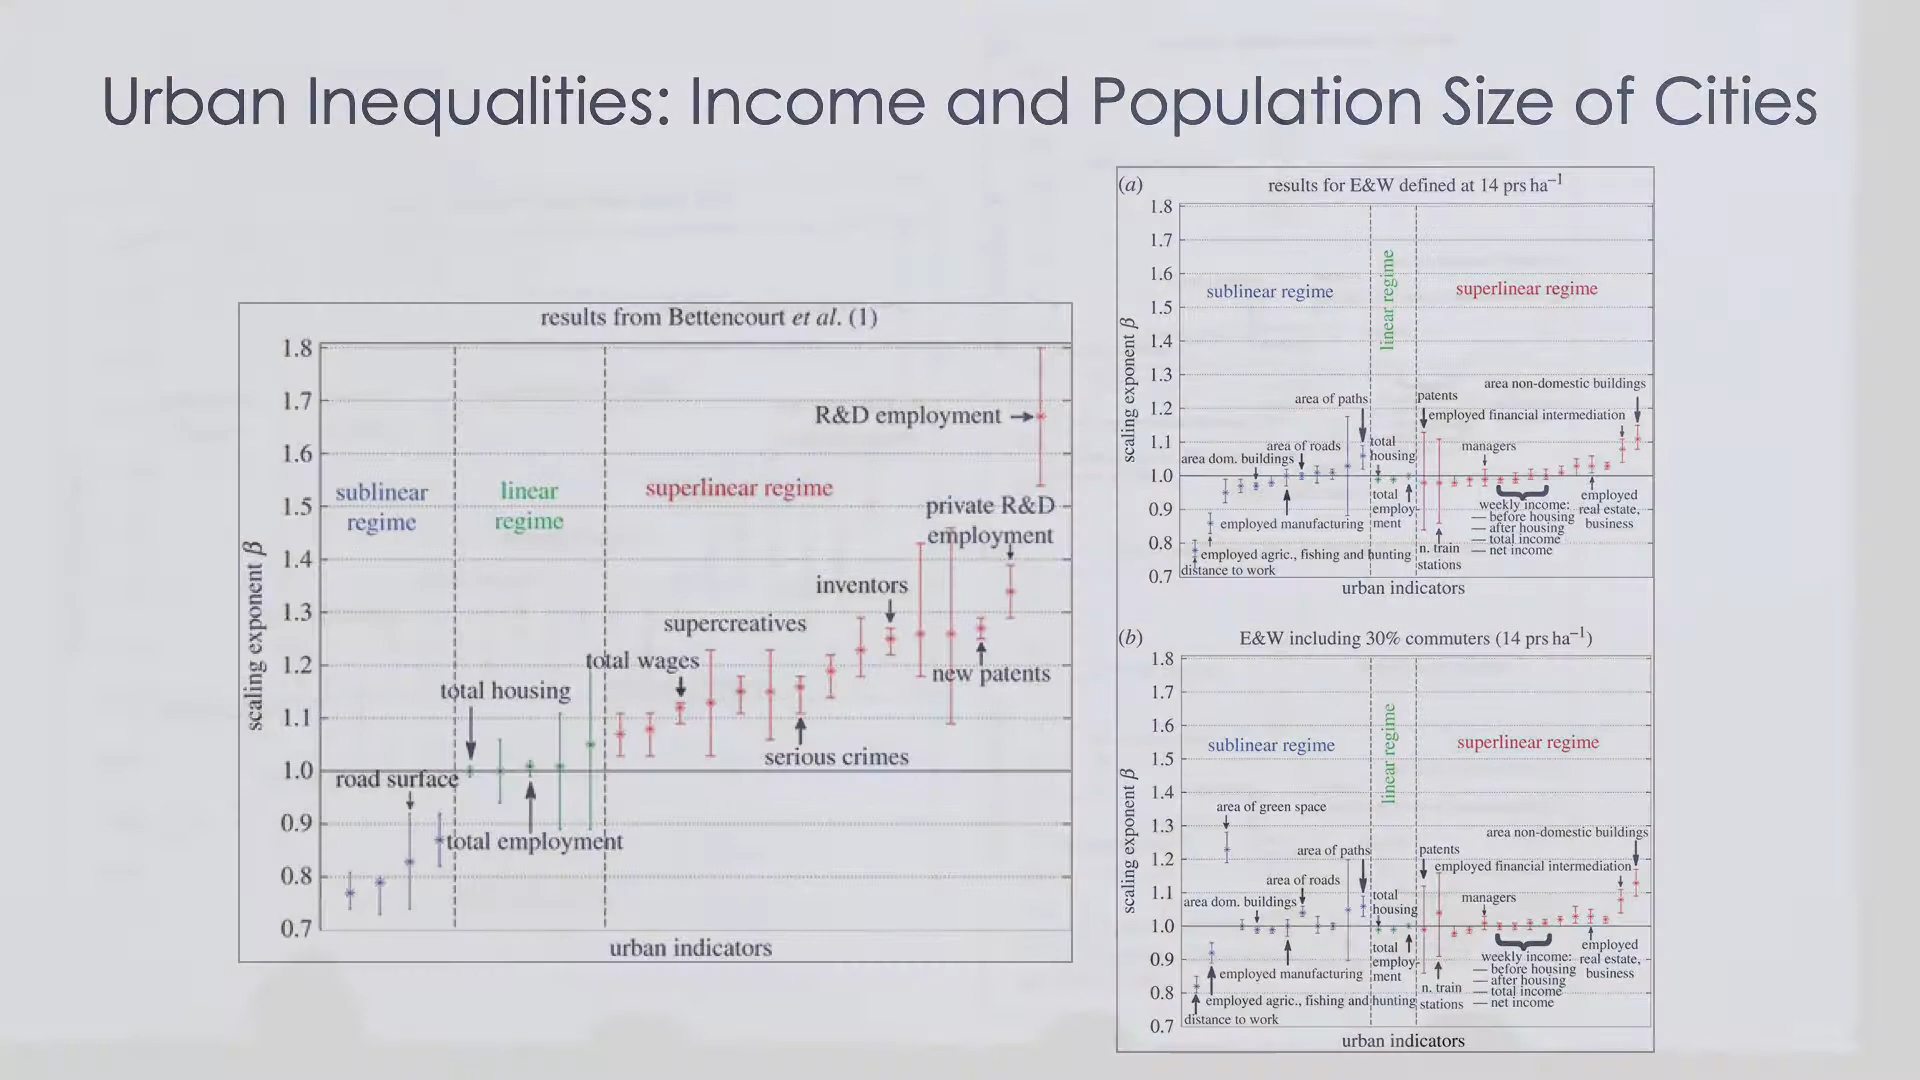 Urban Inequalities: Income and Population Size of Cities
results from Bettencourt et al. (1)
1.8
1.7
1.6
1.5
1.4
1.3
1.2
1.1
1.0
0.9
0.8
0.7
scaling exponent β
sublinear
regime
linear
regime
superlinear regime
R&D employment
private R&D
employment
inventors
supercreatives
total wages
new patents
total housing
serious crimes
road surface
total employment
urban indicators
(a)
results for E&W defined at 14 prs ha⁻¹
1.8
1.7
1.6
1.5
1.4
1.3
1.2
1.1
1.0
0.9
0.8
0.7
scaling exponent β
sublinear regime
linear regime
superlinear regime
area non-domestic buildings
area of paths
patents
employed financial intermediation
area of roads
total
housing
managers
area dom. buildings
total
employ-
ment
weekly income:
— before housing
— after housing
— total income
— net income
employed
real estate,
business
employed manufacturing
n. train
stations
employed agric., fishing and hunting
distance to work
urban indicators
(b)
E&W including 30% commuters (14 prs ha⁻¹)
1.8
1.7
1.6
1.5
1.4
1.3
1.2
1.1
1.0
0.9
0.8
0.7
scaling exponent β
sublinear regime
linear regime
superlinear regime
area of green space
area non-domestic buildings
area of paths
patents
employed financial intermediation
area of roads
total
housing
managers
area dom. buildings
total
employ-
ment
weekly income:
— before housing
— after housing
— total income
— net income
employed
real estate,
business
employed manufacturing
n. train
stations
employed agric., fishing and hunting
distance to work
urban indicators